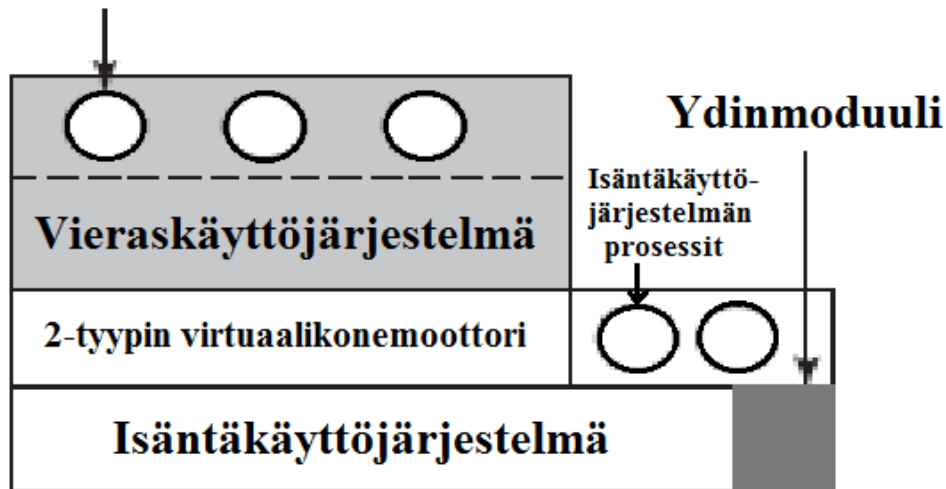 Ydinmoduuli
Isäntäkäyttö-
järjestelmän
prosessit
Vieraskäyttöjärjestelmä
2-tyypin virtuaalikonemoottori
Isäntäkäyttöjärjestelmä